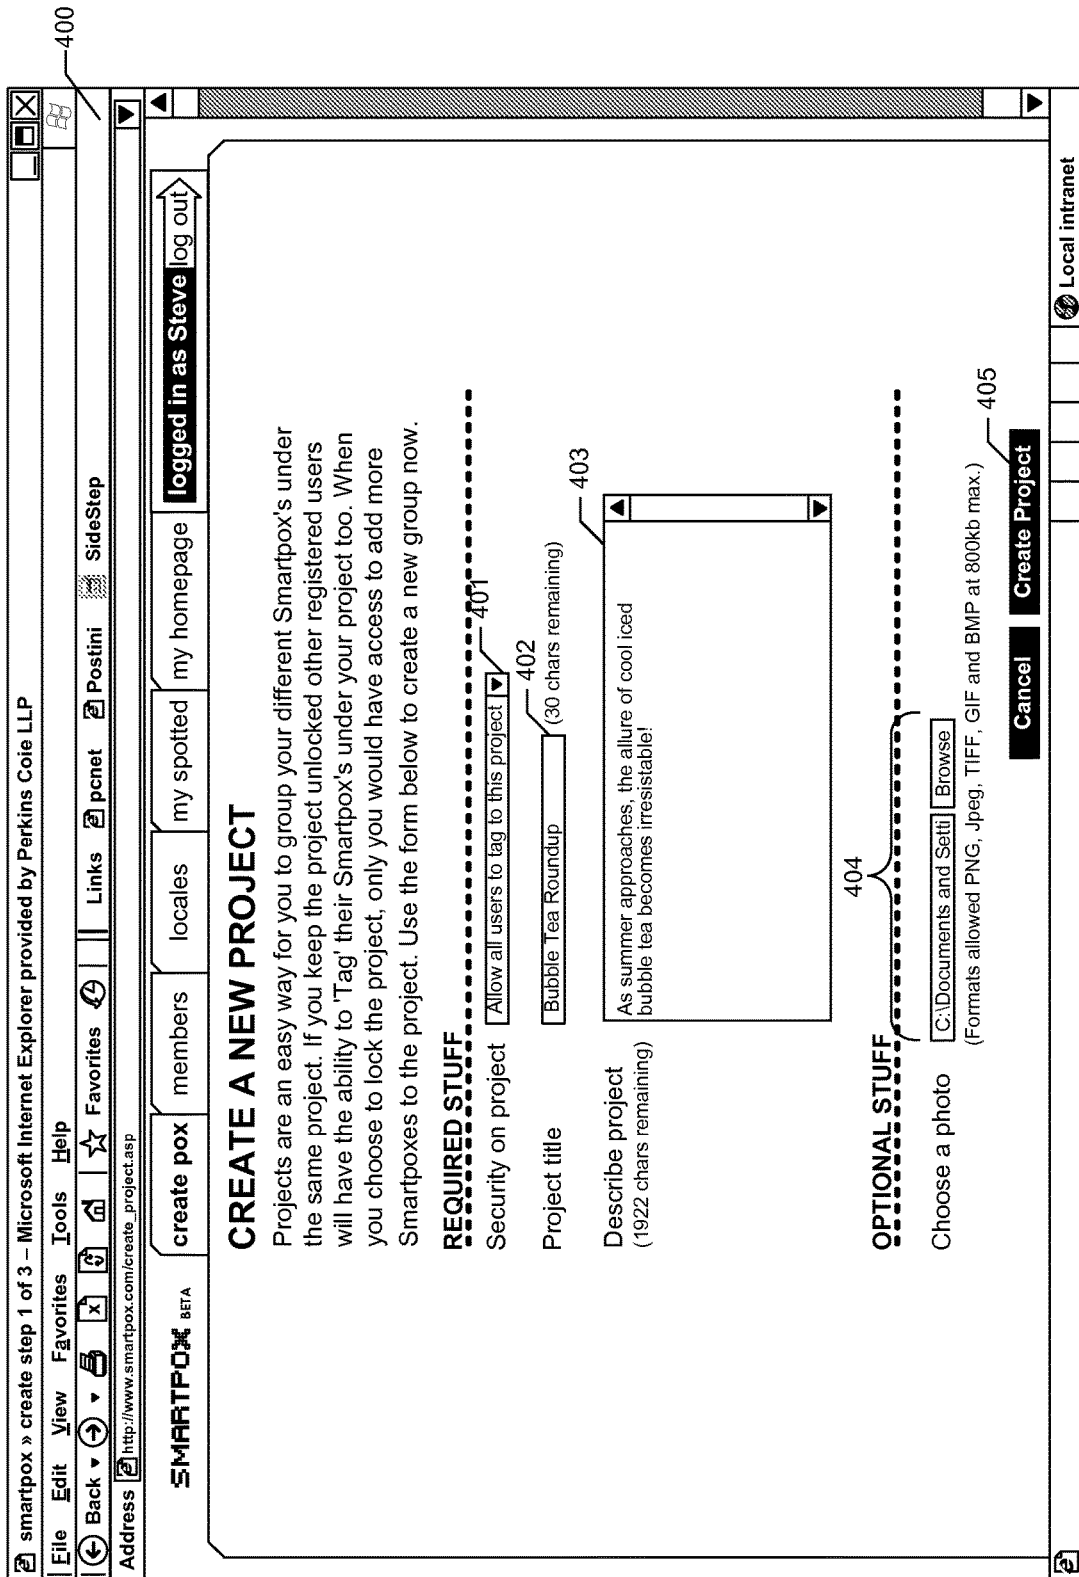 smartpox » create step 1 of 3 – Microsoft Internet Explorer provided by Perkins Coie LLP
File Edit View Favorites Tools Help
Back Favorites Links pcnet Postini SideStep
Address http://www.smartpox.com/create_project.asp
400
SMARTPOX BETA create pox members locales my spotted my homepage logged in as Steve log out
CREATE A NEW PROJECT
Projects are an easy way for you to group your different Smartpox's under
the same project. If you keep the project unlocked other registered users
will have the ability to 'Tag' their Smartpox's under your project too. When
you choose to lock the project, only you would have access to add more
Smartpoxes to the project. Use the form below to create a new group now.
REQUIRED STUFF
401
Security on project Allow all users to tag to this project
402
Project title Bubble Tea Roundup (30 chars remaining)
403
Describe project As summer approaches, the allure of cool iced
(1922 chars remaining) bubble tea becomes irresistable!
404
OPTIONAL STUFF
Choose a photo C:\Documents and Setti Browse
(Formats allowed PNG, Jpeg, TIFF, GIF and BMP at 800kb max.)
405
Cancel Create Project
Local intranet